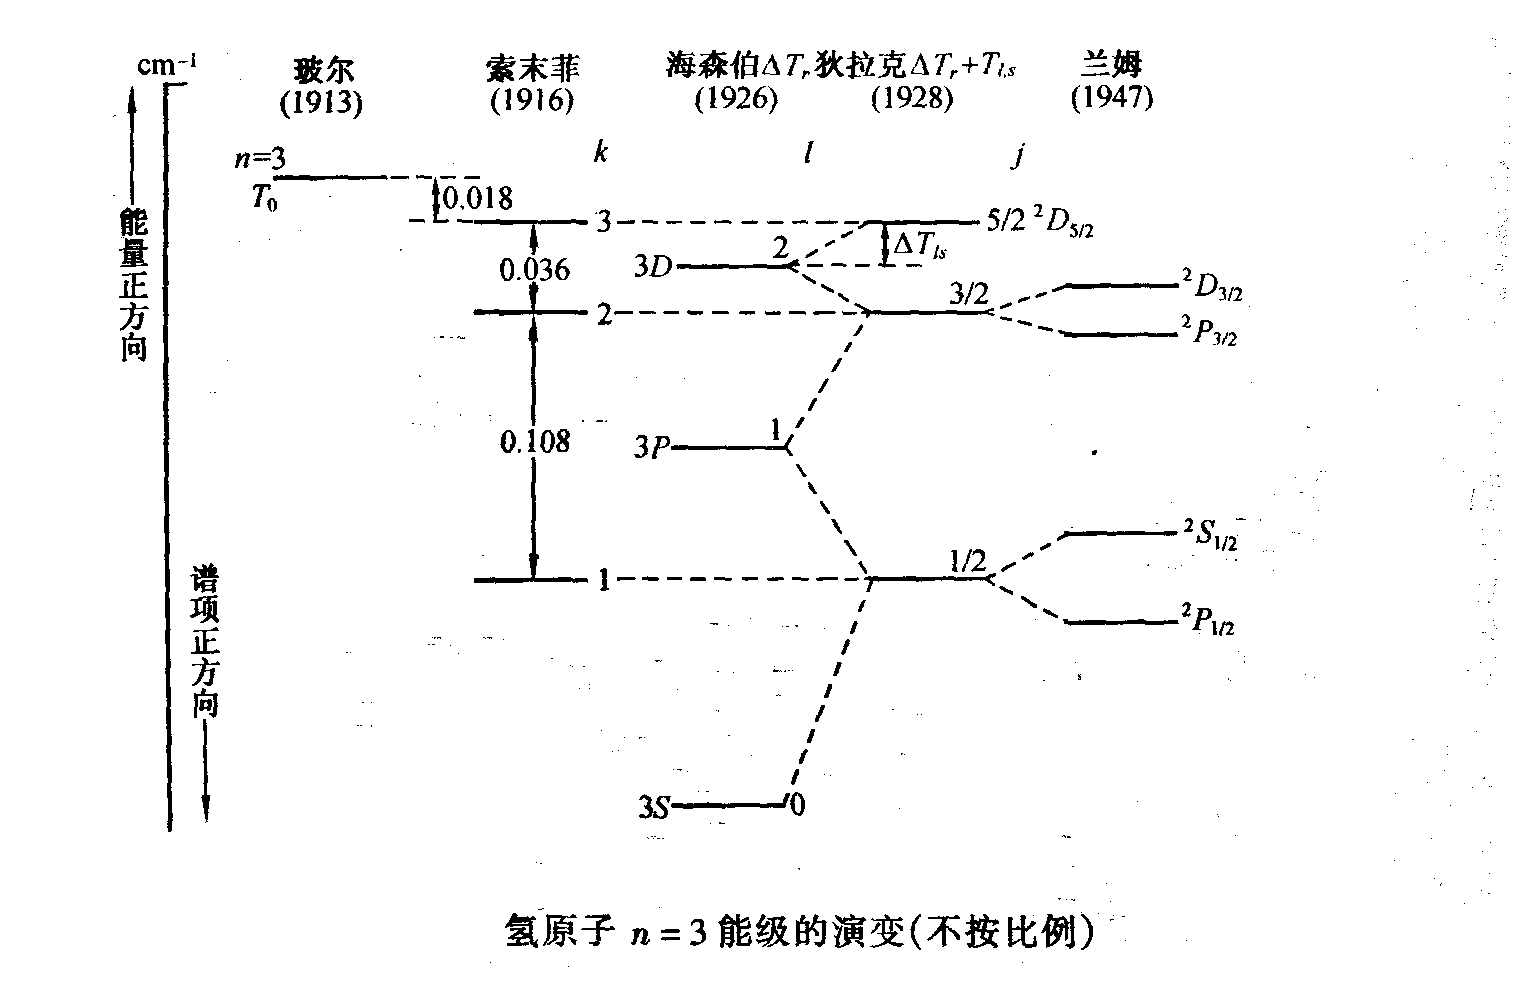 cm⁻¹
玻尔 索末菲 海森伯ΔTᵣ 狄拉克ΔTᵣ+Tₗ,ₛ 兰姆
(1913) (1916) (1926) (1928) (1947)
k l j
n=3
T₀
0.018
3 5/2 ²D₅/₂
ΔTₗₛ
2
3D
0.036
3/2 ²D₃/₂
2
²P₃/₂
1
3P
0.108
²S₁/₂
1/2
1
²P₁/₂
3S 0
能量正方向
谱项正方向
氢原子 n = 3 能级的演变(不按比例)